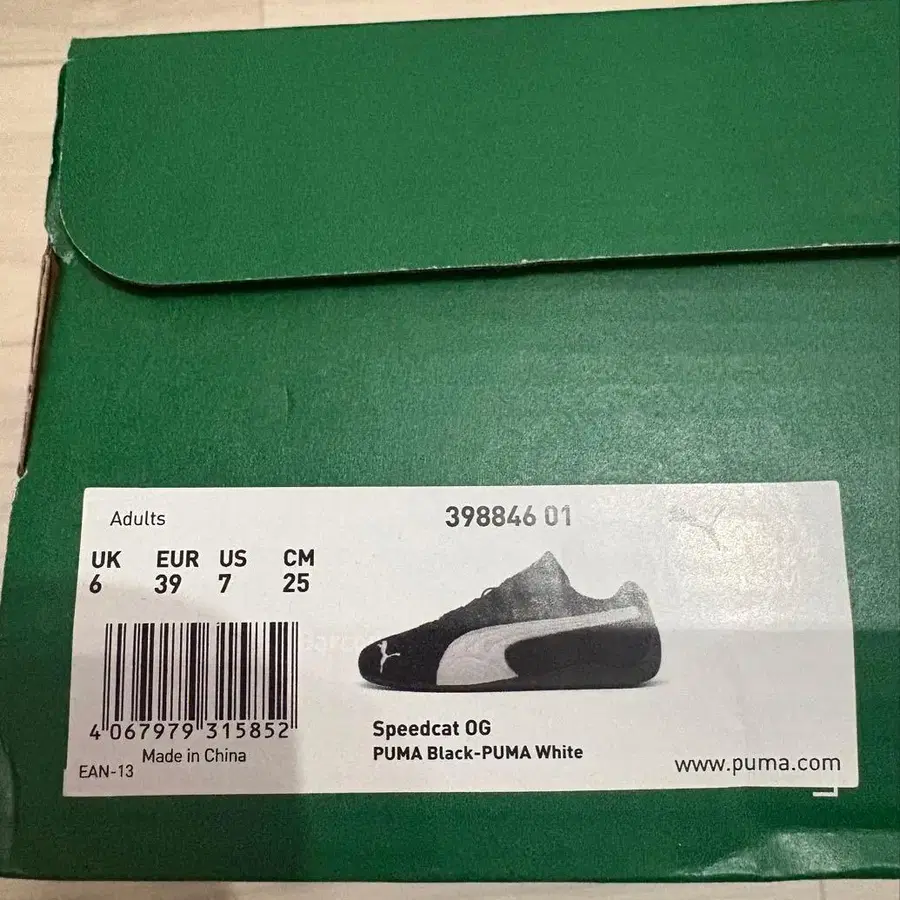 Adults
398846 01
UK EUR US CM
6 39 7 25
4 067979 315852
Made in China
EAN-13
Speedcat OG
PUMA Black-PUMA White
www.puma.com